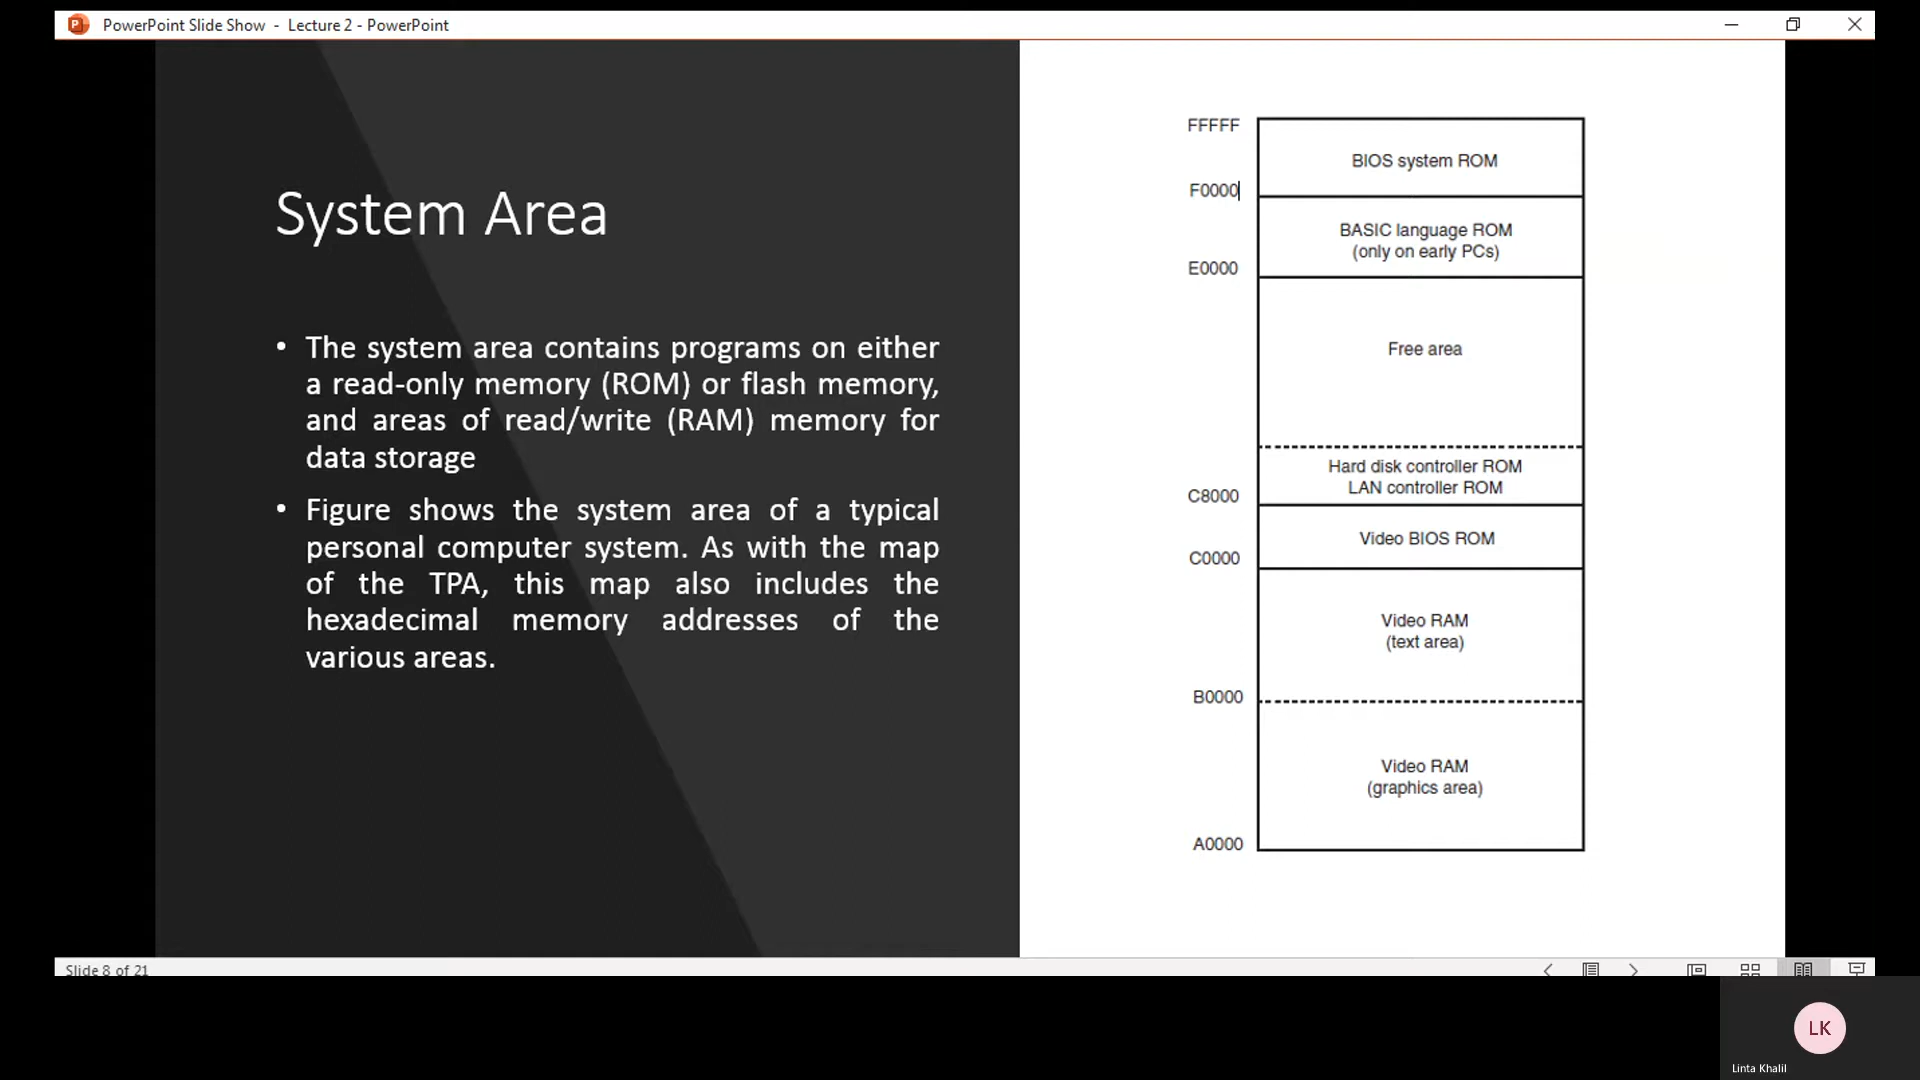 PowerPoint Slide Show - Lecture 2 - PowerPoint
System Area
• The system area contains programs on either
a read-only memory (ROM) or flash memory,
and areas of read/write (RAM) memory for
data storage
• Figure shows the system area of a typical
personal computer system. As with the map
of the TPA, this map also includes the
hexadecimal memory addresses of the
various areas.
FFFFF
BIOS system ROM
F0000
BASIC language ROM
(only on early PCs)
E0000
Free area
Hard disk controller ROM
LAN controller ROM
C8000
Video BIOS ROM
C0000
Video RAM
(text area)
B0000
Video RAM
(graphics area)
A0000
Slide 8 of 21
LK
Linta Khalil